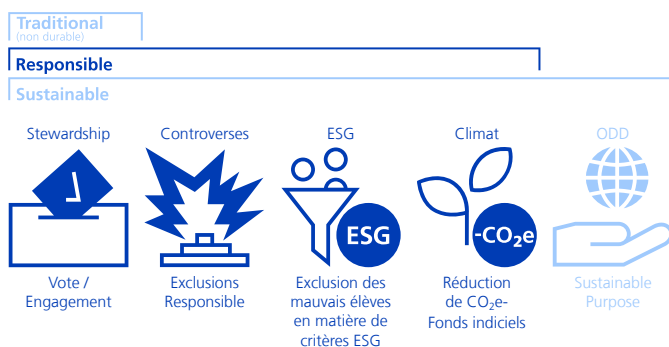 Traditional
(non durable)
Responsible
Sustainable
Stewardship
Controverses
ESG
Climat
ODD
ESG
-CO₂e
Vote /
Engagement
Exclusions
Responsible
Exclusion des
mauvais élèves
en matière de
critères ESG
Réduction
de CO₂e-
Fonds indiciels
Sustainable
Purpose